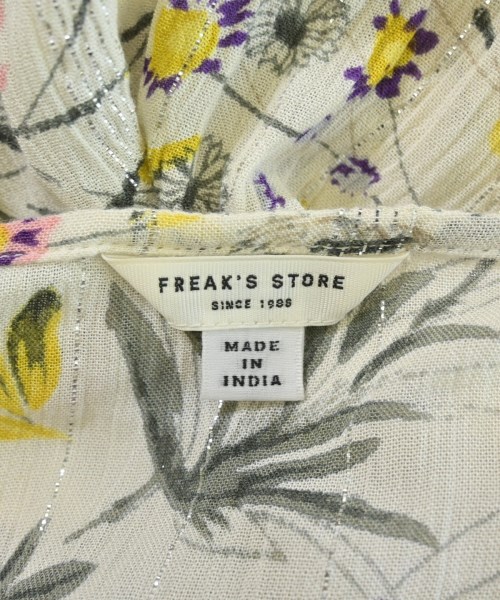 FREAK'S STORE
SINCE 1986
MADE
IN
INDIA